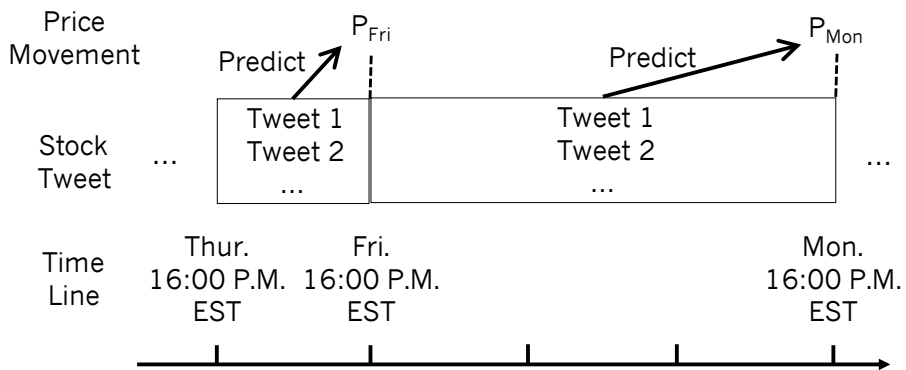 Price
Movement
Predict
P_Fri
Predict
P_Mon
Stock
Tweet
...
Tweet 1
Tweet 2
...
Tweet 1
Tweet 2
...
...
Time
Line
Thur.
16:00 P.M.
EST
Fri.
16:00 P.M.
EST
Mon.
16:00 P.M.
EST